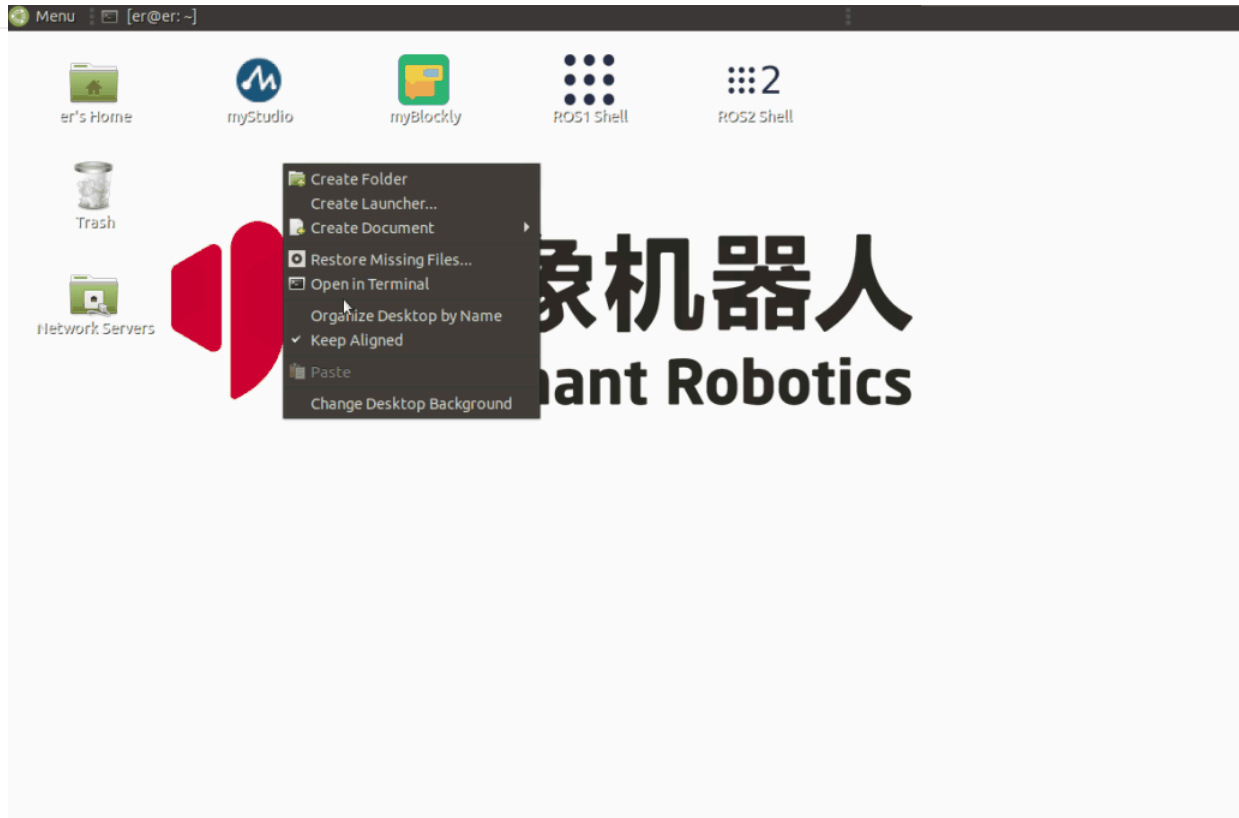 Menu [er@er: ~]
er's Home
myStudio
myBlockly
ROS1 Shell
2
ROS2 Shell
Trash
Network Servers
Create Folder
Create Launcher...
Create Document
Restore Missing Files...
Open in Terminal
Organize Desktop by Name
Keep Aligned
Paste
Change Desktop Background
象机器人
hant Robotics